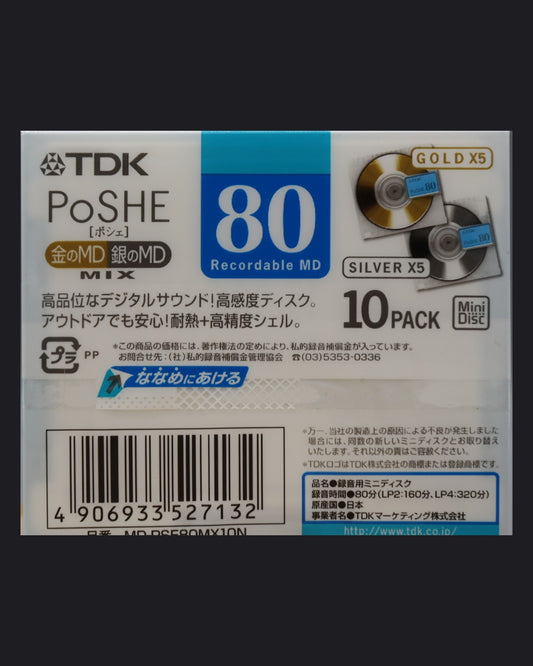 TDK
PoSHE
[ポシェ]
金のMD 銀のMD
MIX
80
Recordable MD
GOLD X5
SILVER X5
10PACK
Mini Disc
高品位なデジタルサウンド!高感度ディスク。
アウトドアでも安心!耐熱+高精度シェル。
プラ PP
*この商品の価格には、著作権法の定めにより、私的録音補償金が入っています。
お問合せ先:(社)私的録音補償金管理協会 ☎(03)5353-0336
ななめにあける
*万一、当社の製造上の原因による不良が発生しました
場合には、同数の新しいミニディスクとお取り替え
いたします。それ以外の責はご容赦ください。
*TDKロゴはTDK株式会社の商標または登録商標です。
品名●録音用ミニディスク
録音時間●80分(LP2:160分、LP4:320分)
原産国●日本
事業者名●TDKマーケティング株式会社
http://www.tdk.co.jp/
4 906933 527132
品番 MD-PSE80MX10N